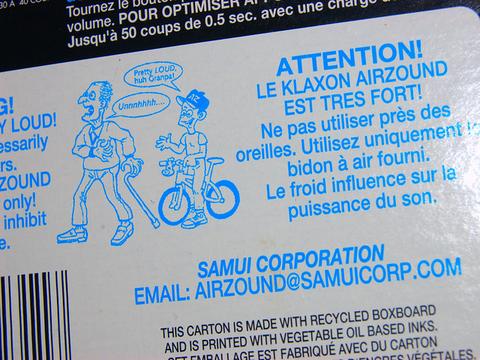 30 A
40
Tournez le
volume. POUR OPTIMISER
Jusqu'à 50 coups de 0.5 sec. avec une charge
G!
Y LOUD!
essarily
rs.
ZOUND
only!
inhibit
e.
Pretty LOUD,
huh Granpa!
Unnnhhhh....
ATTENTION!
LE KLAXON AIRZOUND
EST TRES FORT!
Ne pas utiliser près des
oreilles. Utilisez uniquement
bidon à air fourni.
Le froid influence sur la
puissance du son.
SAMUI CORPORATION
EMAIL: AIRZOUND@SAMUICORP.COM
THIS CARTON IS MADE WITH RECYCLED BOXBOARD
AND IS PRINTED WITH VEGETABLE OIL BASED INKS.
CET EMBALLAGE EST FABRIQUÉ AVEC DU CARTON
VÉGÉTALES.